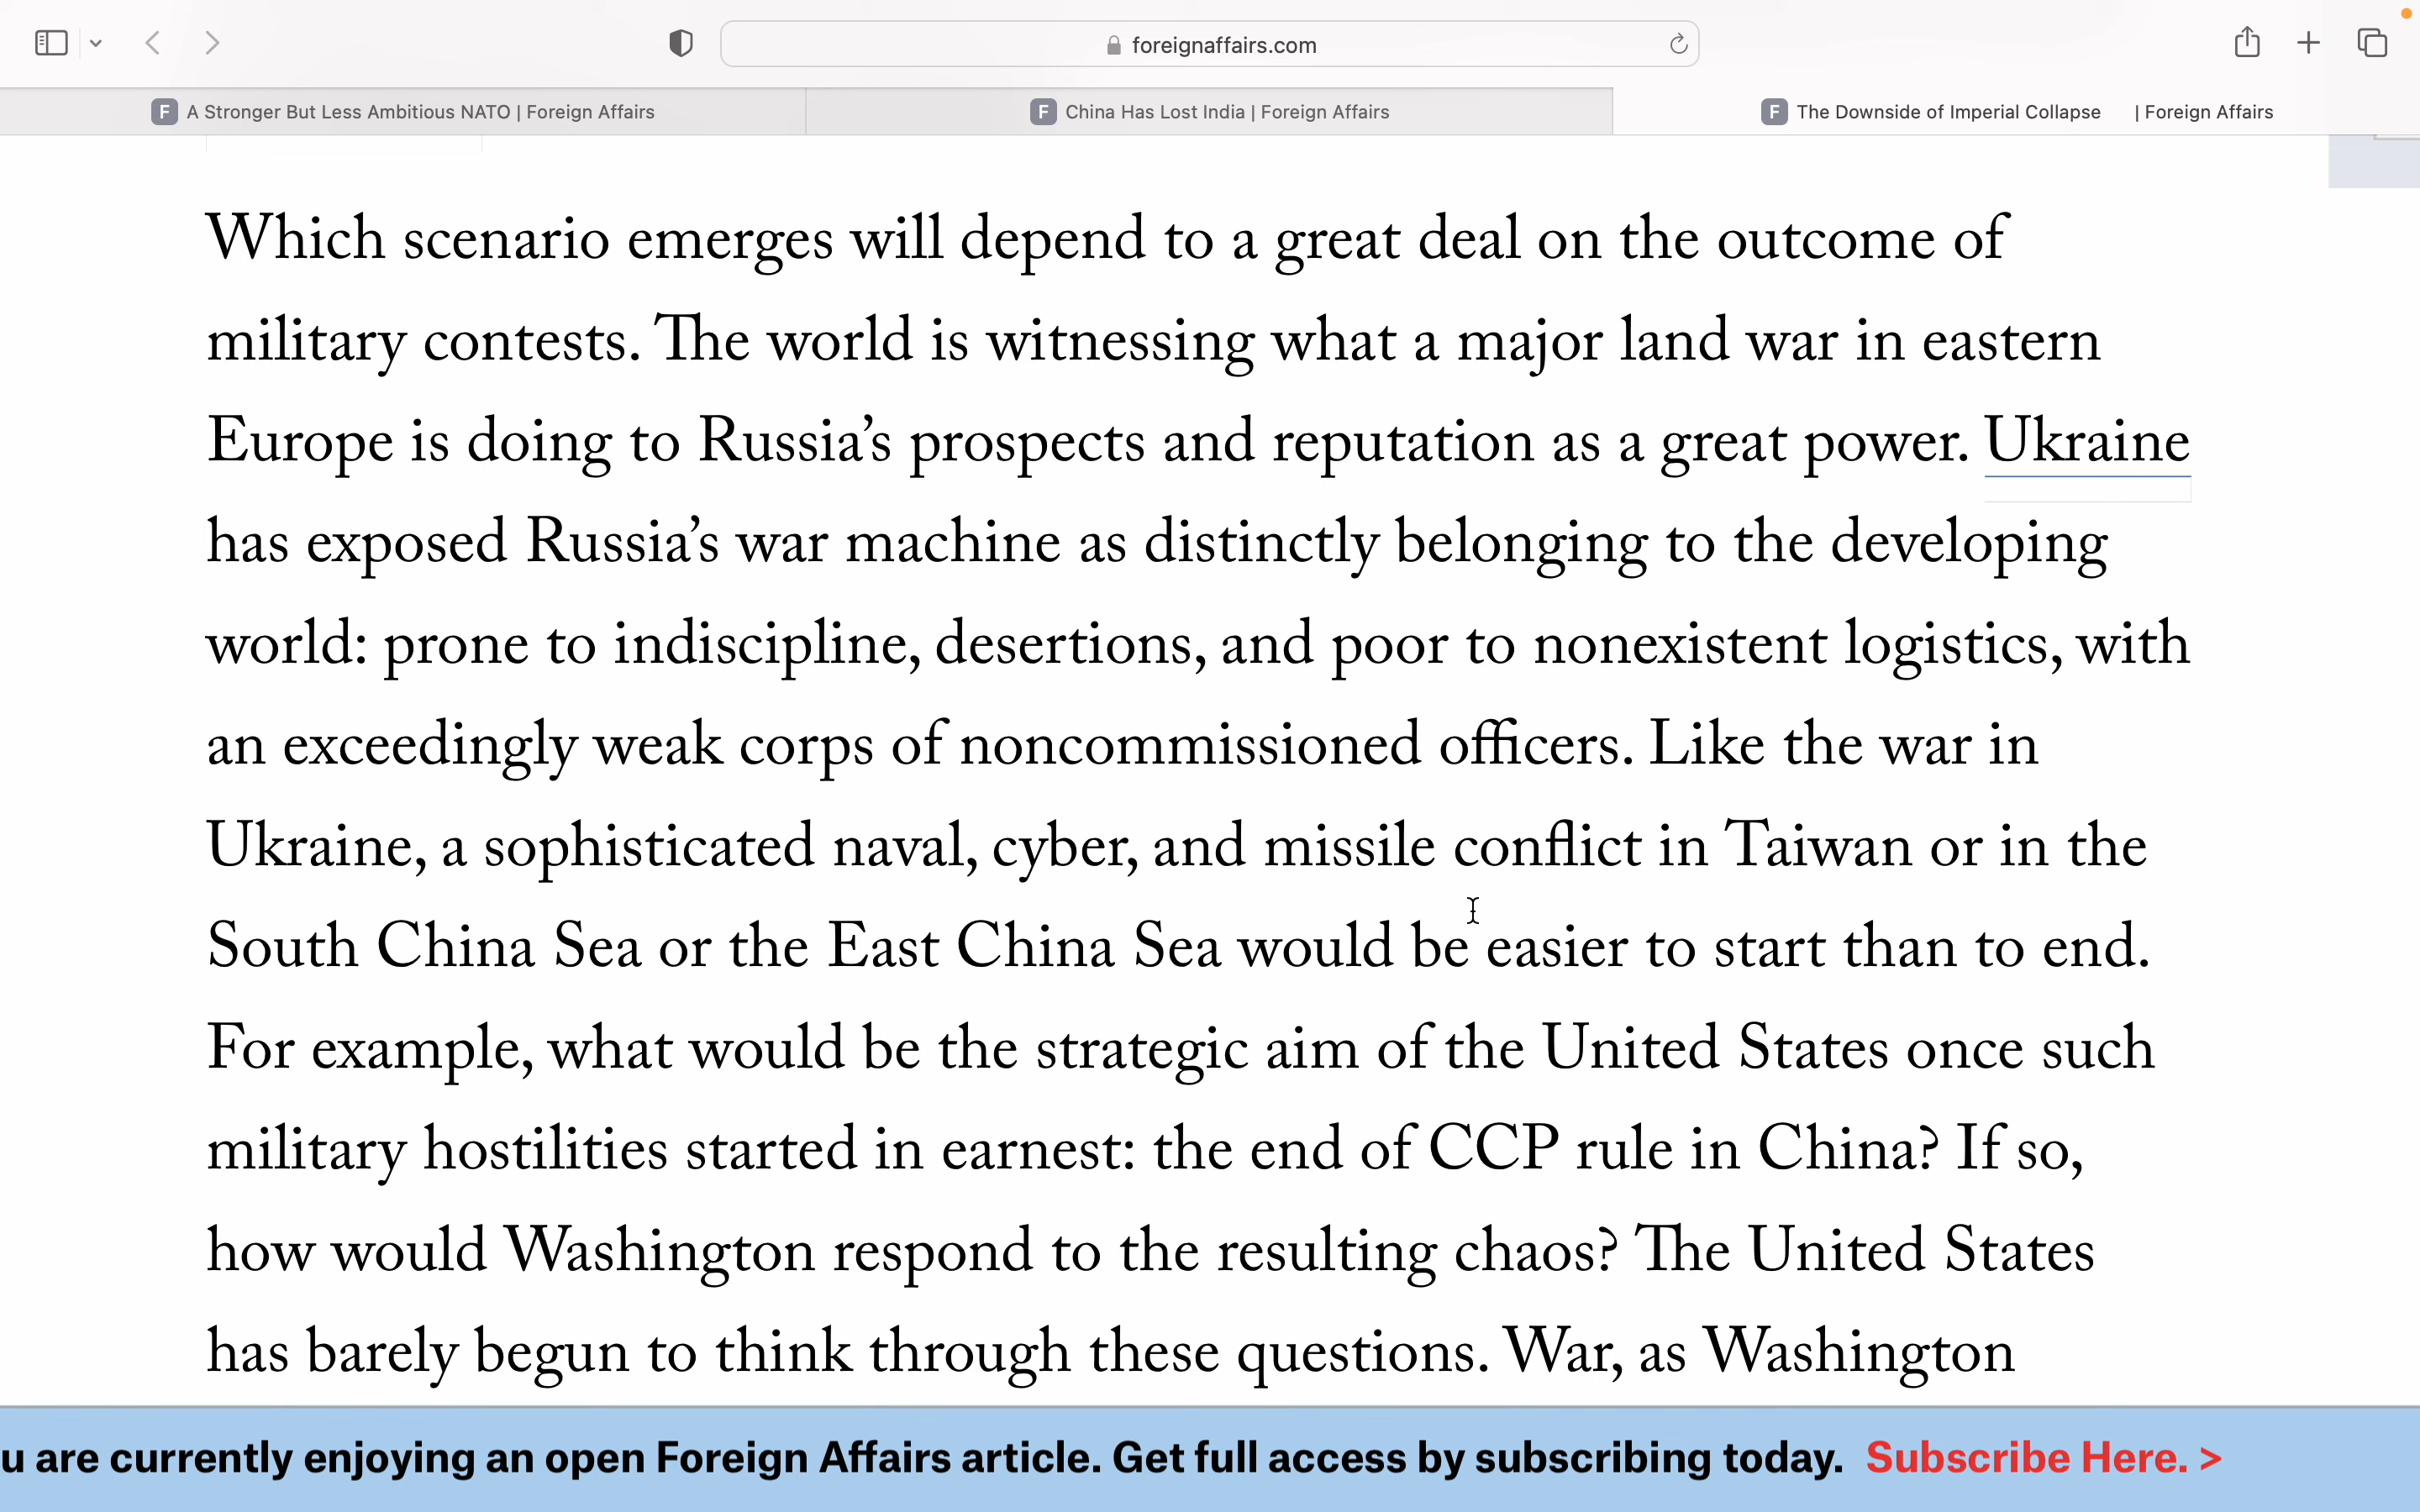 foreignaffairs.com
F A Stronger But Less Ambitious NATO | Foreign Affairs
F China Has Lost India | Foreign Affairs
F The Downside of Imperial Collapse | Foreign Affairs
Which scenario emerges will depend to a great deal on the outcome of
military contests. The world is witnessing what a major land war in eastern
Europe is doing to Russia’s prospects and reputation as a great power. Ukraine
has exposed Russia’s war machine as distinctly belonging to the developing
world: prone to indiscipline, desertions, and poor to nonexistent logistics, with
an exceedingly weak corps of noncommissioned officers. Like the war in
Ukraine, a sophisticated naval, cyber, and missile conflict in Taiwan or in the
South China Sea or the East China Sea would be easier to start than to end.
For example, what would be the strategic aim of the United States once such
military hostilities started in earnest: the end of CCP rule in China? If so,
how would Washington respond to the resulting chaos? The United States
has barely begun to think through these questions. War, as Washington
u are currently enjoying an open Foreign Affairs article. Get full access by subscribing today. Subscribe Here. >